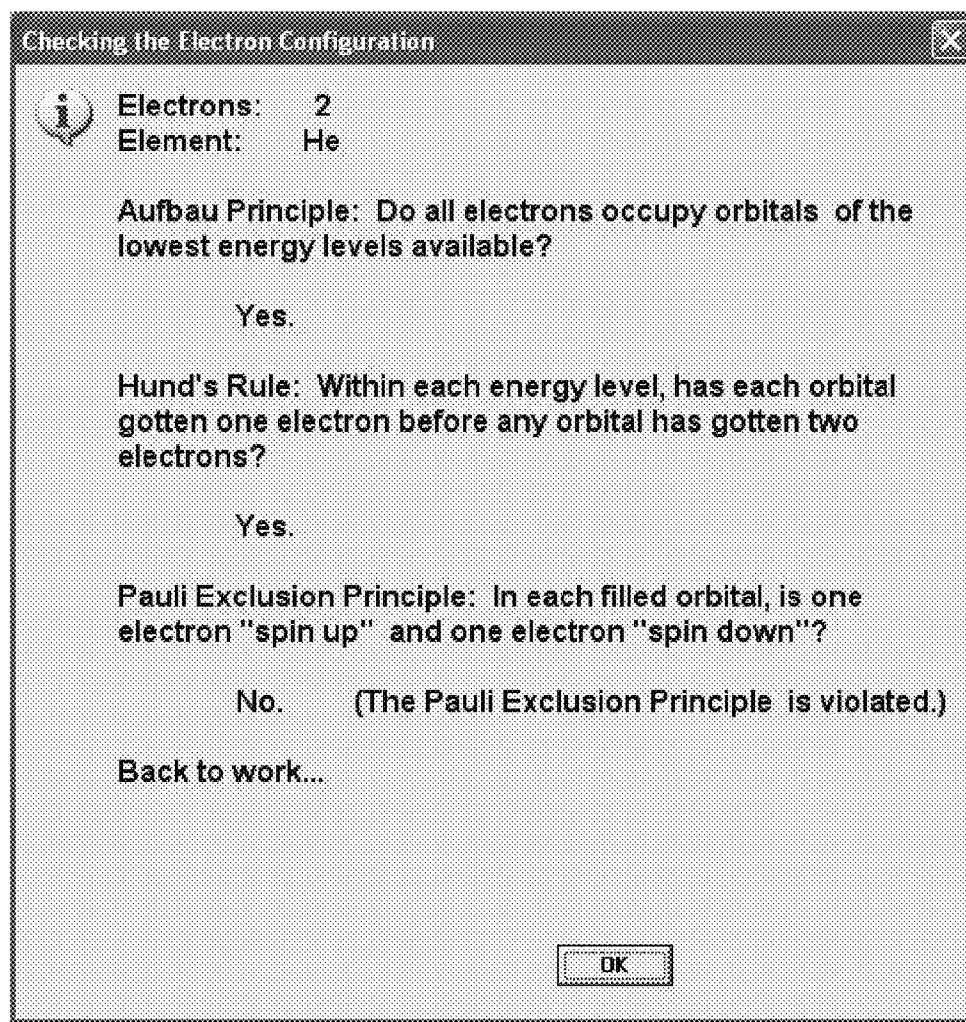 Checking the Electron Configuration
Electrons: 2
Element: He
Aufbau Principle: Do all electrons occupy orbitals of the
lowest energy levels available?
Yes.
Hund's Rule: Within each energy level, has each orbital
gotten one electron before any orbital has gotten two
electrons?
Yes.
Pauli Exclusion Principle: In each filled orbital, is one
electron "spin up" and one electron "spin down"?
No. (The Pauli Exclusion Principle is violated.)
Back to work...
OK